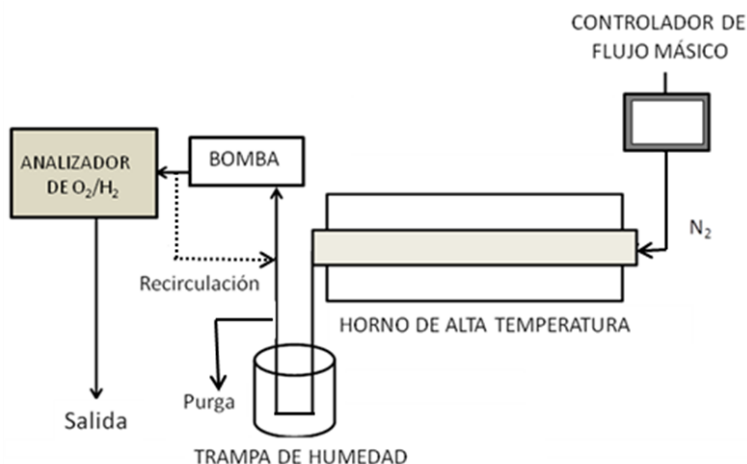 CONTROLADOR DE
FLUJO MÁSICO
BOMBA
ANALIZADOR
DE O₂/H₂
N₂
Recirculación
HORNO DE ALTA TEMPERATURA
Purga
Salida
TRAMPA DE HUMEDAD